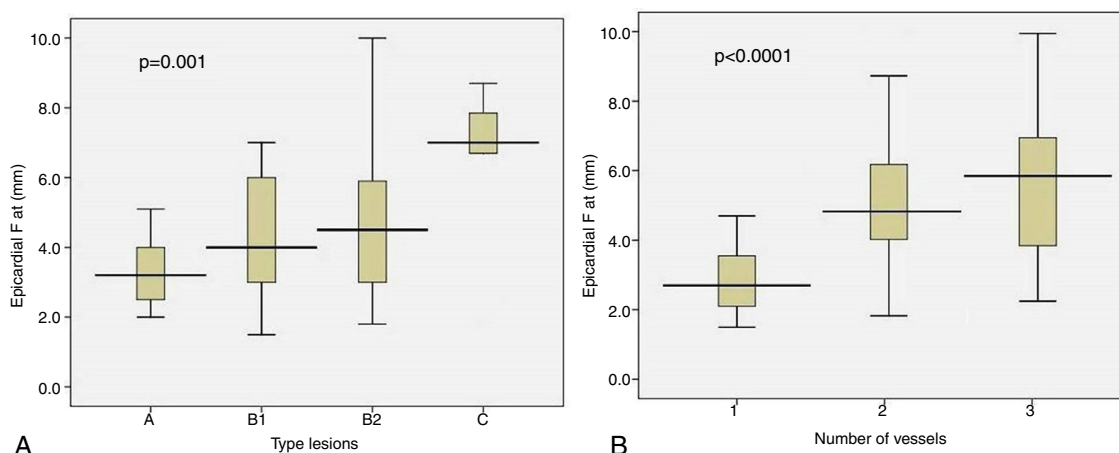 10.0
8.0
6.0
4.0
2.0
0.0
Epicardial F at (mm)
p=0.001
A B1 B2 C
Type lesions
A
10.0
8.0
6.0
4.0
2.0
0.0
Epicardial F at (mm)
p<0.0001
1 2 3
Number of vessels
B